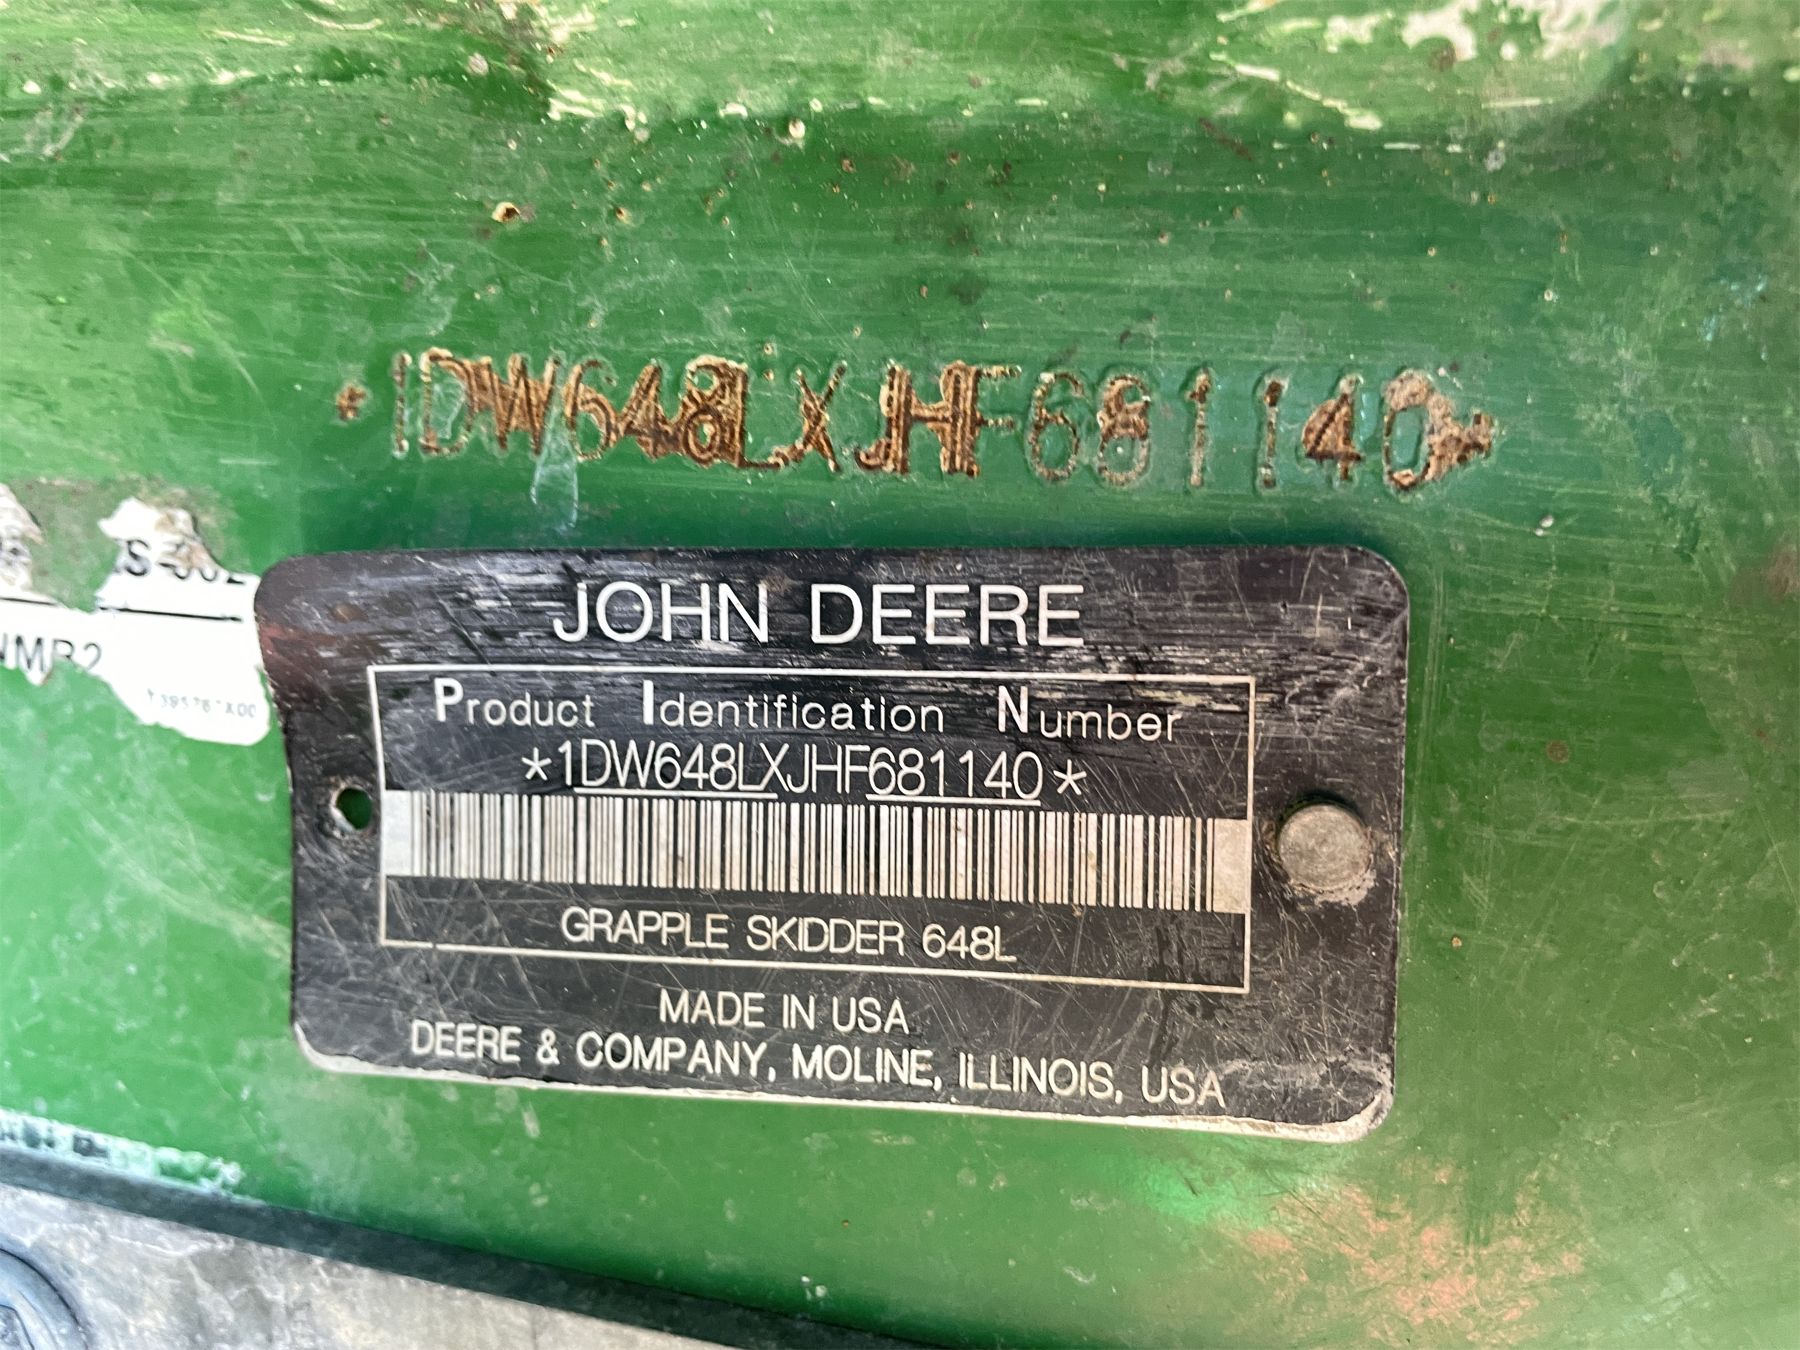 *1DW648LXJHF681140*
JOHN DEERE
Product Identification Number
*1DW648LXJHF681140*
GRAPPLE SKIDDER 648L
MADE IN USA
DEERE & COMPANY, MOLINE, ILLINOIS, USA